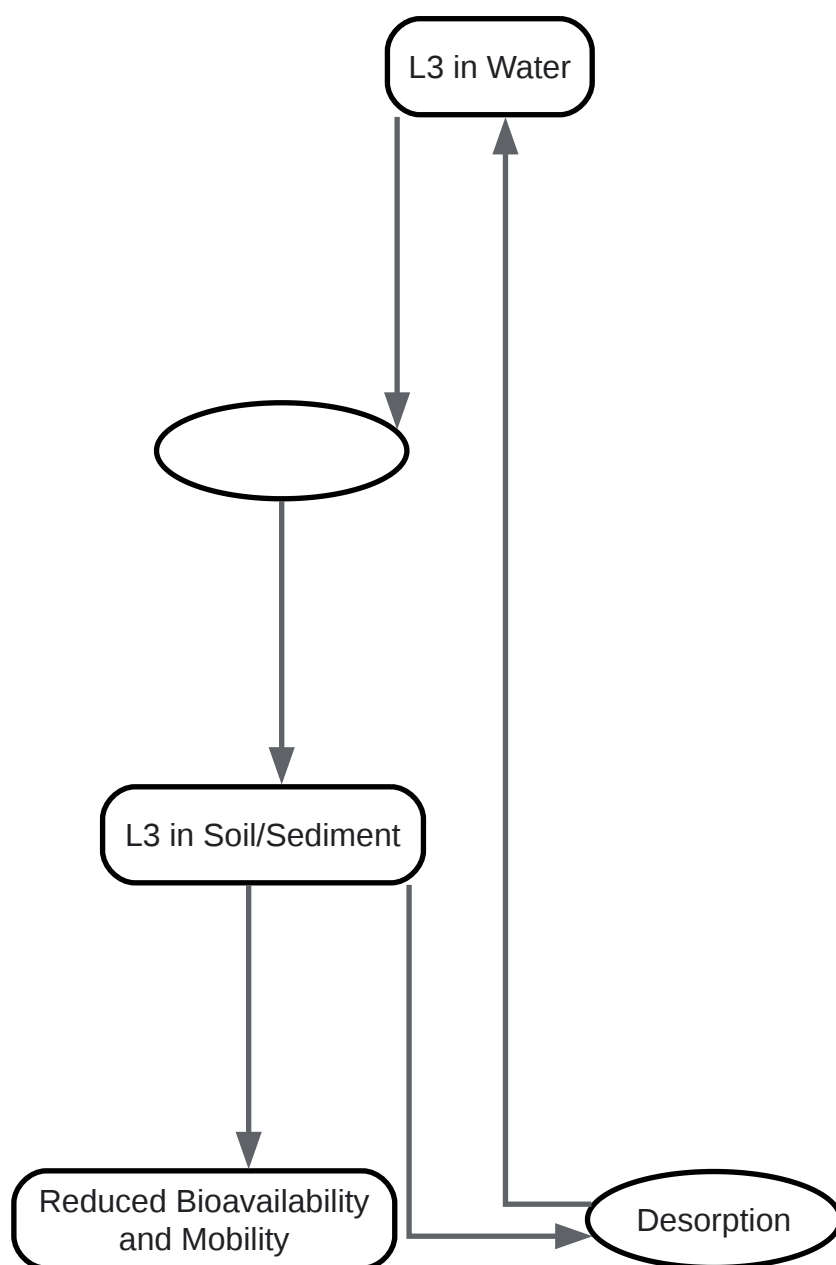 L3 in Water
L3 in Soil/Sediment
Reduced Bioavailability
and Mobility
Desorption